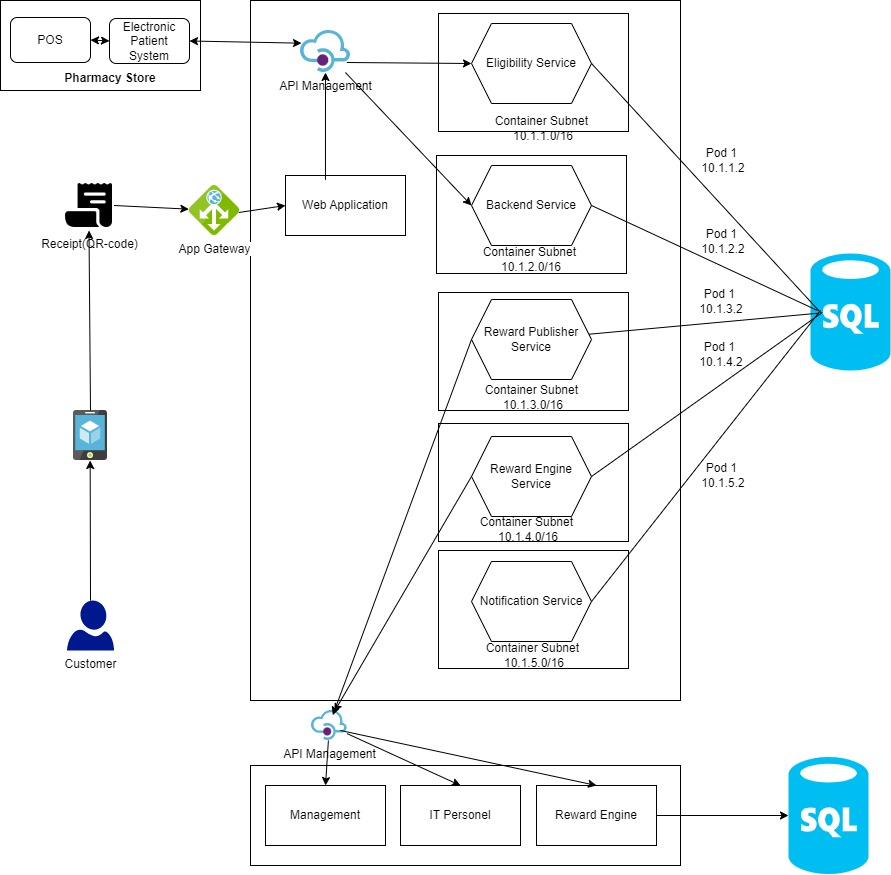 POS
Electronic
Patient
System
Pharmacy Store
API Management
Eligibility Service
Container Subnet
10.1.1.0/16
Pod 1
10.1.1.2
Receipt(QR-code)
App Gateway
Web Application
Backend Service
Container Subnet
10.1.2.0/16
Pod 1
10.1.2.2
Reward Publisher
Service
Container Subnet
10.1.3.0/16
Pod 1
10.1.3.2
SQL
Pod 1
10.1.4.2
Reward Engine
Service
Container Subnet
10.1.4.0/16
Pod 1
10.1.5.2
Notification Service
Container Subnet
10.1.5.0/16
Customer
API Management
Management
IT Personel
Reward Engine
SQL